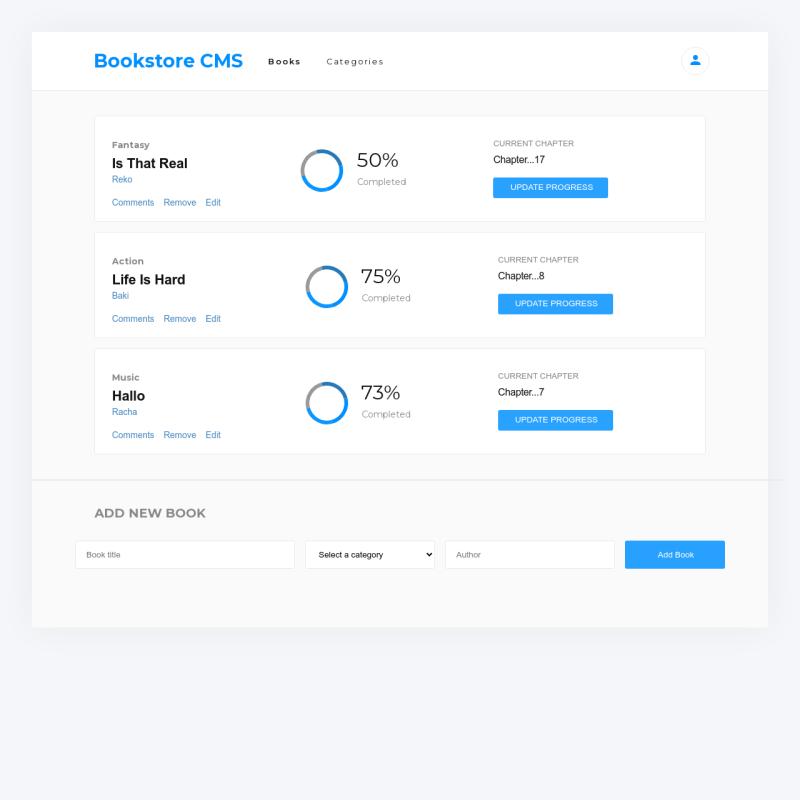 Bookstore CMS Books Categories
Fantasy
Is That Real
Reko
Comments Remove Edit
50%
Completed
CURRENT CHAPTER
Chapter...17
UPDATE PROGRESS
Action
Life Is Hard
Baki
Comments Remove Edit
75%
Completed
CURRENT CHAPTER
Chapter...8
UPDATE PROGRESS
Music
Hallo
Racha
Comments Remove Edit
73%
Completed
CURRENT CHAPTER
Chapter...7
UPDATE PROGRESS
ADD NEW BOOK
Book title Select a category Author Add Book